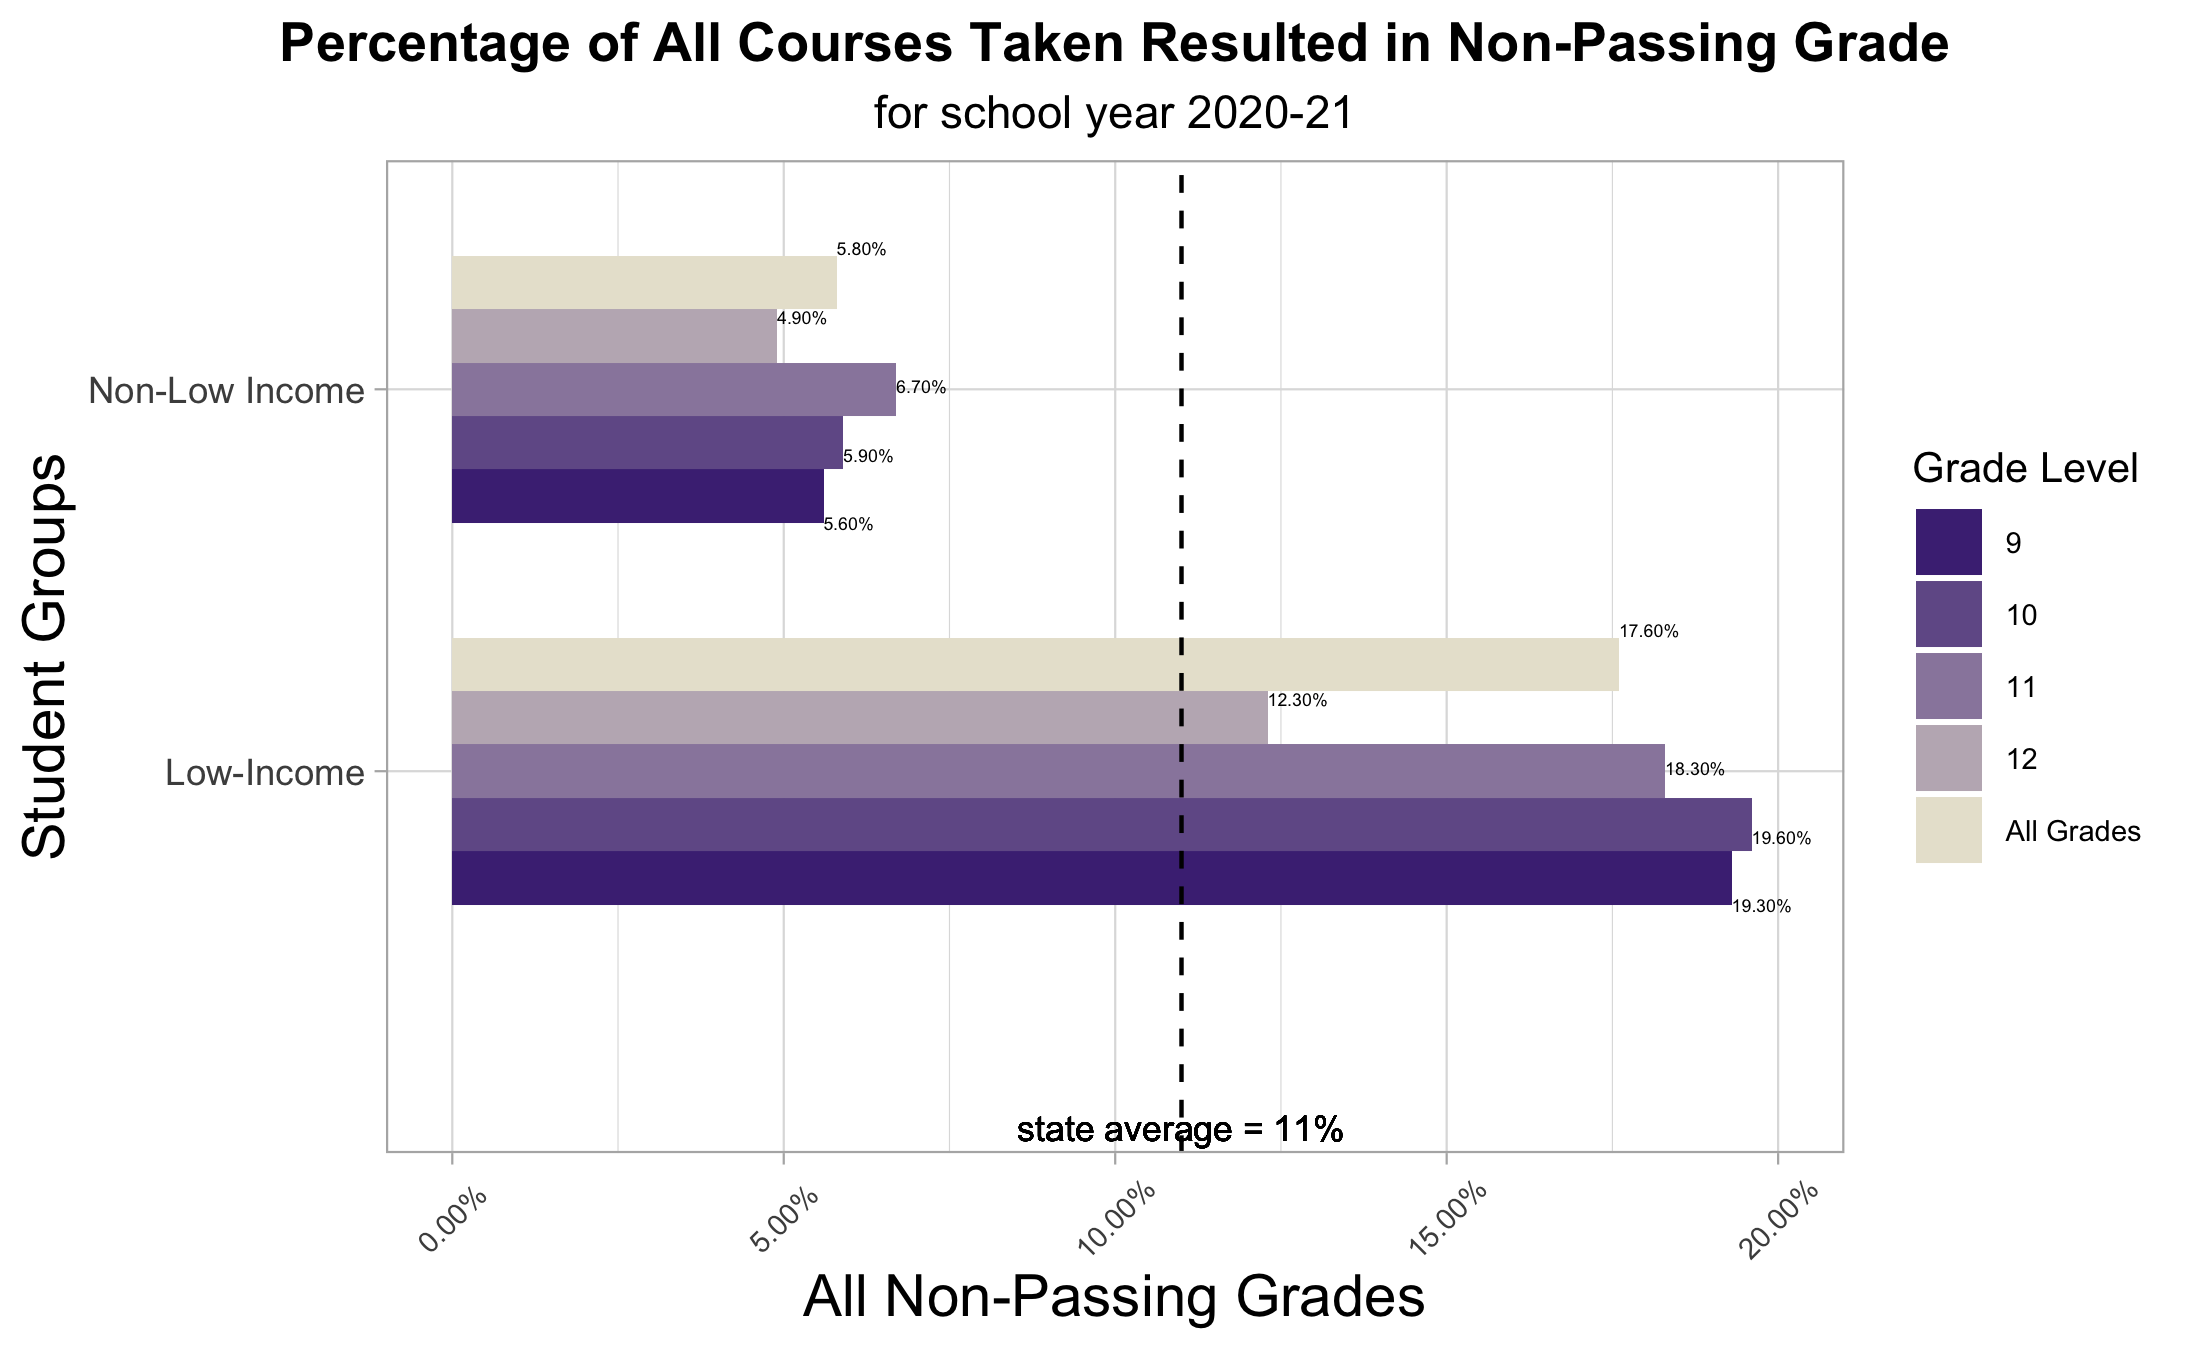 Percentage of All Courses Taken Resulted in Non-Passing Grade
for school year 2020-21
Student Groups
Non-Low Income
5.80%
4.90%
6.70%
5.90%
5.60%
Low-Income
17.60%
12.30%
18.30%
19.60%
19.30%
state average = 11%
0.00%
5.00%
10.00%
15.00%
20.00%
All Non-Passing Grades
Grade Level
9
10
11
12
All Grades